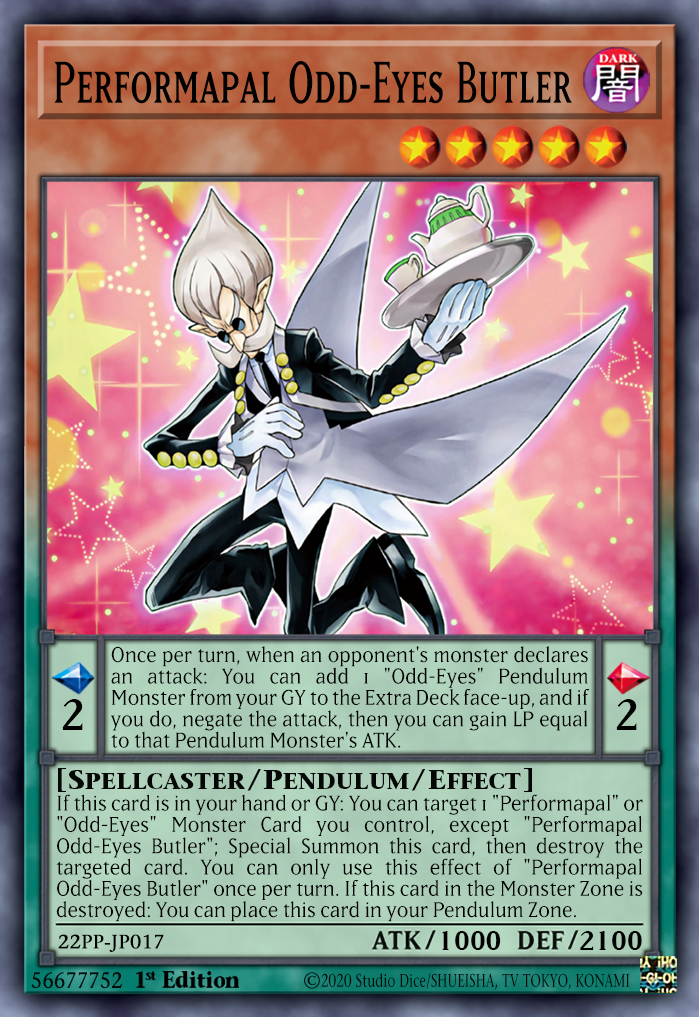 Performapal Odd-Eyes Butler
DARK
闇
Once per turn, when an opponent's monster declares
an attack: You can add 1 "Odd-Eyes" Pendulum
Monster from your GY to the Extra Deck face-up, and if
you do, negate the attack, then you can gain LP equal
to that Pendulum Monster's ATK.
2
2
[Spellcaster/Pendulum/Effect]
If this card is in your hand or GY: You can target 1 "Performapal" or
"Odd-Eyes" Monster Card you control, except "Performapal
Odd-Eyes Butler"; Special Summon this card, then destroy the
targeted card. You can only use this effect of "Performapal
Odd-Eyes Butler" once per turn. If this card in the Monster Zone is
destroyed: You can place this card in your Pendulum Zone.
22PP-JP017 ATK/1000 DEF/2100
56677752 1st Edition ©2020 Studio Dice/SHUEISHA, TV TOKYO, KONAMI